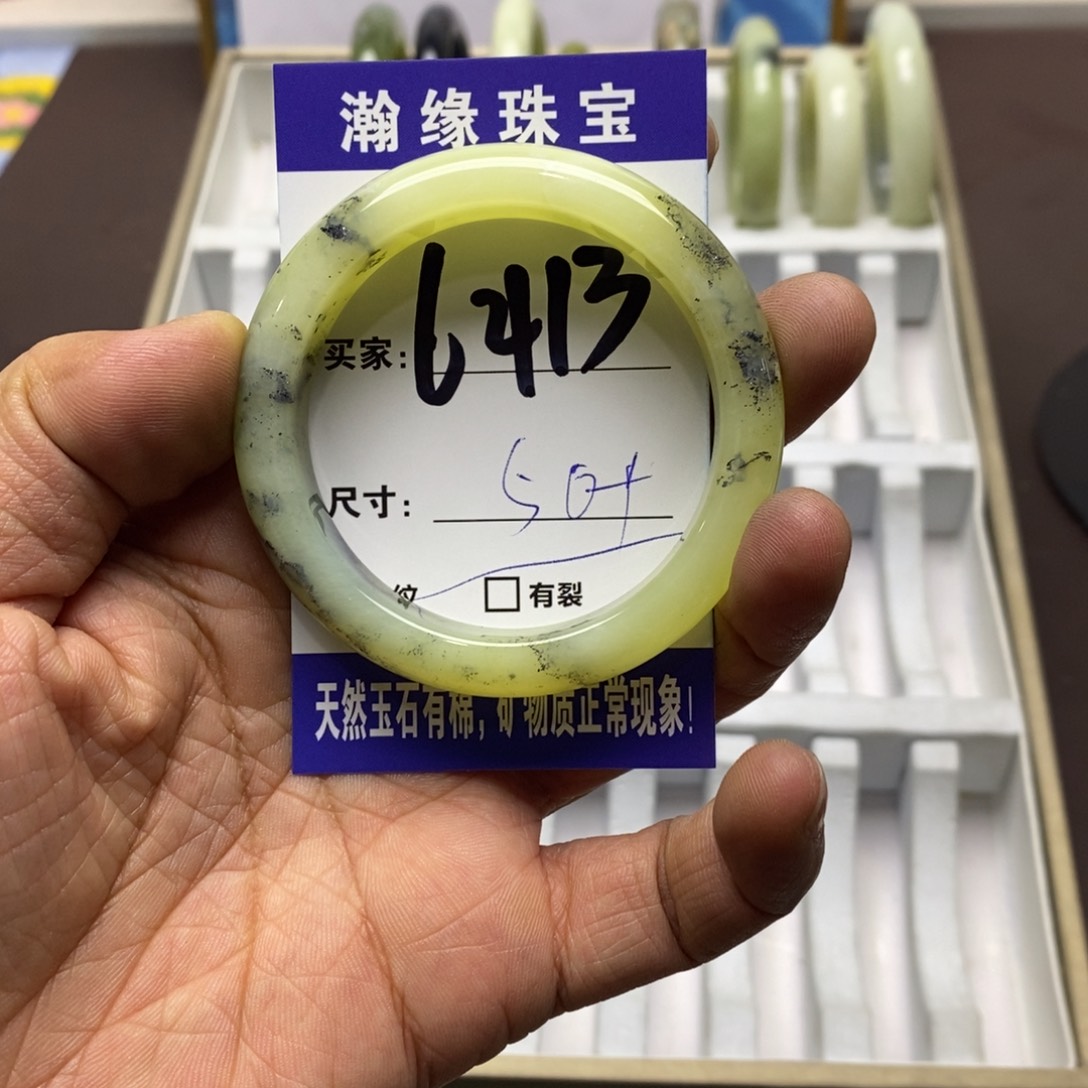 瀚缘珠宝
买家: 6413
尺寸:
纹 □ 有裂
天然玉石有棉, 矿物质正常现象!